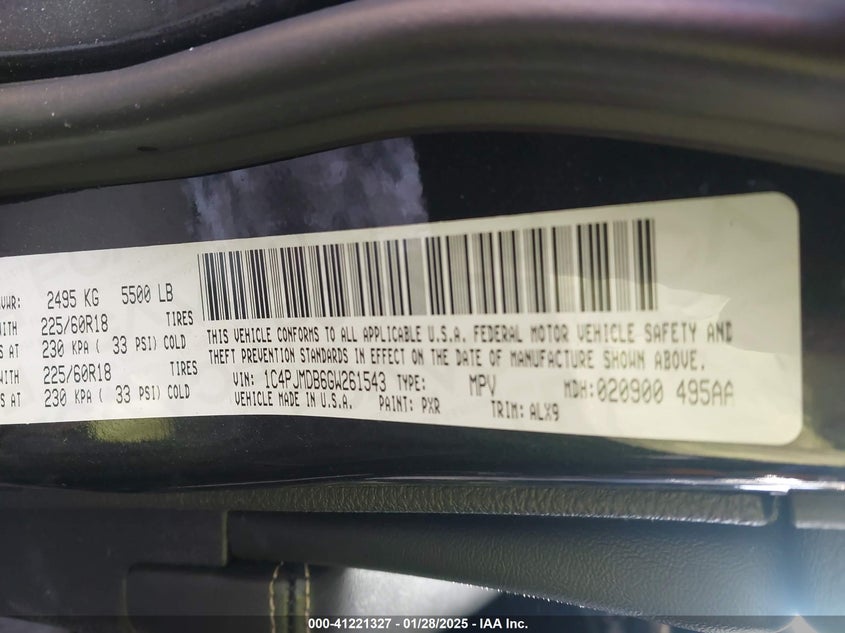 VWR: 2495 KG 5500 LB
WITH 225/60R18 TIRES
S AT 230 KPA ( 33 PSI) COLD
WITH 225/60R18 TIRES
S AT 230 KPA ( 33 PSI) COLD
THIS VEHICLE CONFORMS TO ALL APPLICABLE U.S.A. FEDERAL MOTOR VEHICLE SAFETY AND
THEFT PREVENTION STANDARDS IN EFFECT ON THE DATE OF MANUFACTURE SHOWN ABOVE.
VIN: 1C4PJMDB6GW261543 TYPE: MPV MDH:020900 495AA
VEHICLE MADE IN U.S.A. PAINT: PXR TRIM: ALX9
000-41221327 - 01/28/2025 - IAA Inc.